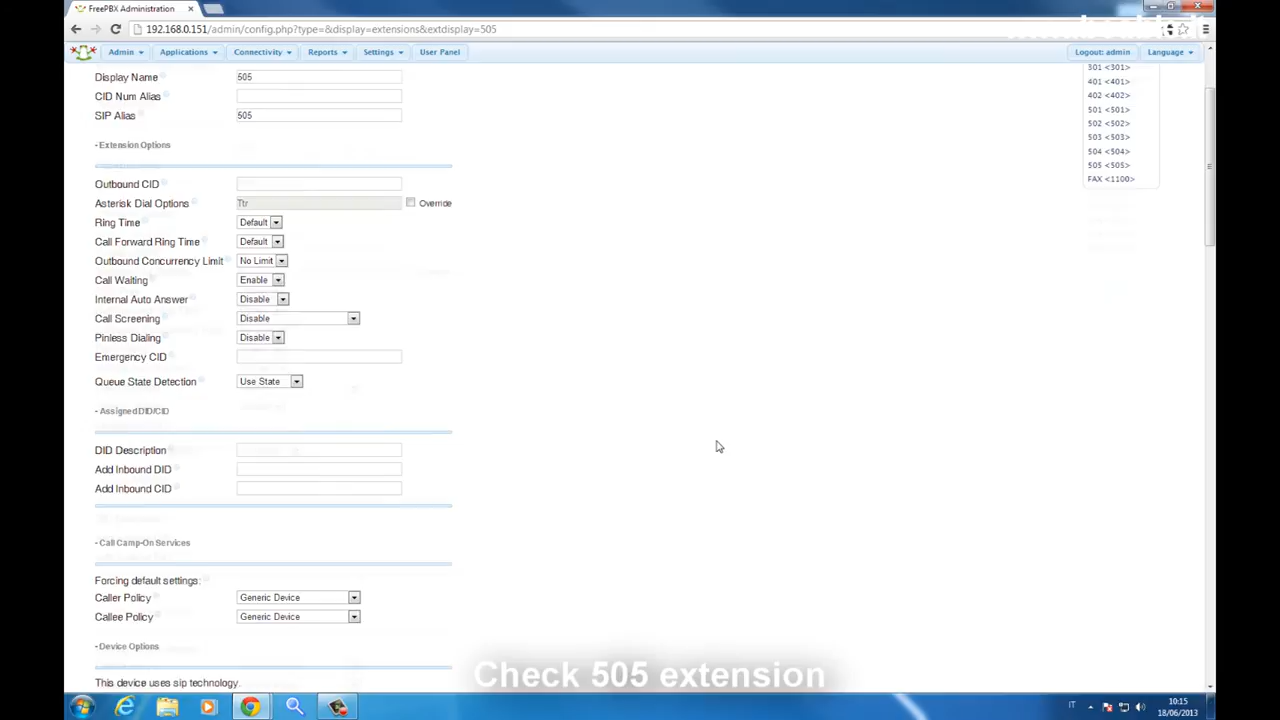 FreePBX Administration
192.168.0.151/admin/config.php?type=&display=extensions&extdisplay=505
Admin Applications Connectivity Reports Settings User Panel Logout: admin Language
Display Name 505
CID Num Alias
SIP Alias 505
- Extension Options
Outbound CID
Asterisk Dial Options Ttr Override
Ring Time Default
Call Forward Ring Time Default
Outbound Concurrency Limit No Limit
Call Waiting Enable
Internal Auto Answer Disable
Call Screening Disable
Pinless Dialing Disable
Emergency CID
Queue State Detection Use State
- Assigned DID/CID
DID Description
Add Inbound DID
Add Inbound CID
- Call Camp-On Services
Forcing default settings:
Caller Policy Generic Device
Callee Policy Generic Device
- Device Options
This device uses sip technology.
301 <301>
401 <401>
402 <402>
501 <501>
502 <502>
503 <503>
504 <504>
505 <505>
FAX <1100>
Check 505 extension
IT
10:15
18/06/2013